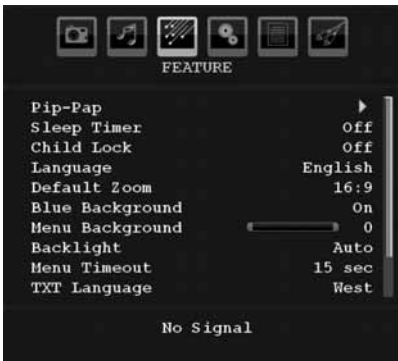 FEATURE
Pip-Pap
Sleep Timer Off
Child Lock Off
Language English
Default Zoom 16:9
Blue Background On
Menu Background 0
Backlight Auto
Menu Timeout 15 sec
TXT Language West
No Signal